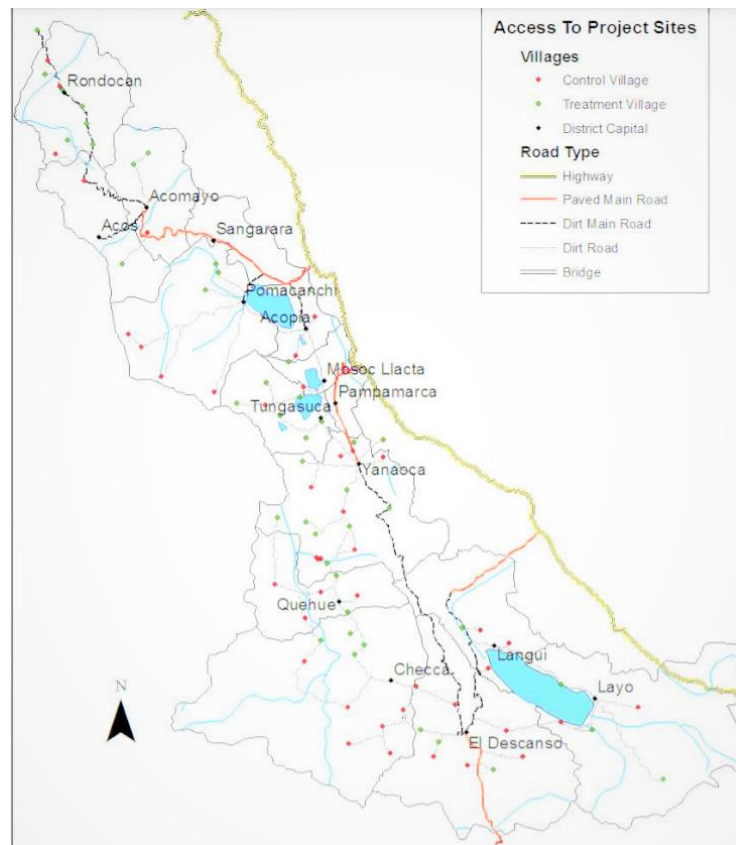 Access To Project Sites
Villages
Control Village
Treatment Village
District Capital
Road Type
Highway
Paved Main Road
Dirt Main Road
Dirt Road
Bridge
Rondocan
Acomayo
Acos
Sangarara
Pomacanchi
Acopia
Mosoc Llacta
Pampamarca
Tungasuca
Yanaoca
Quehue
Langui
Checca
Layo
El Descanso
N